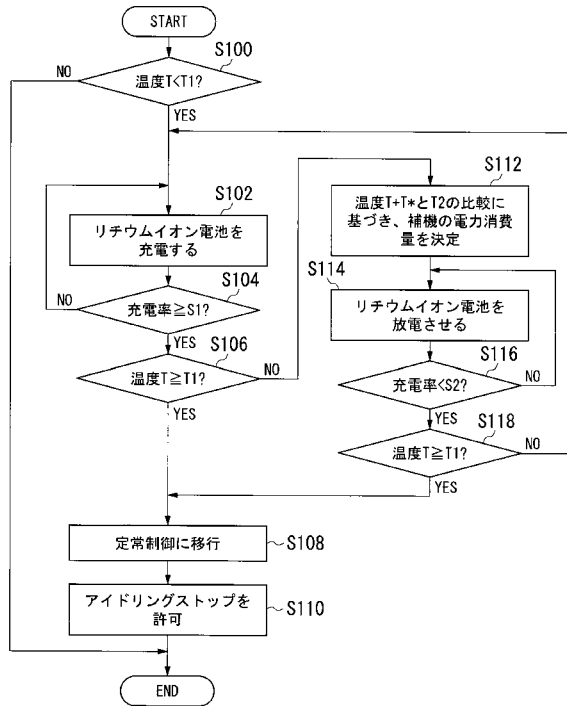 START
S100
NO
温度T<T1?
YES
S102
リチウムイオン電池を
充電する
S104
NO
充電率≧S1?
YES
S106
温度T≧T1?
NO
YES
S112
温度T+T*とT2の比較に
基づき、補機の電力消費
量を決定
S114
リチウムイオン電池を
放電させる
S116
充電率<S2?
NO
YES
S118
温度T≧T1?
NO
YES
定常制御に移行
S108
アイドリングストップを
許可
S110
END